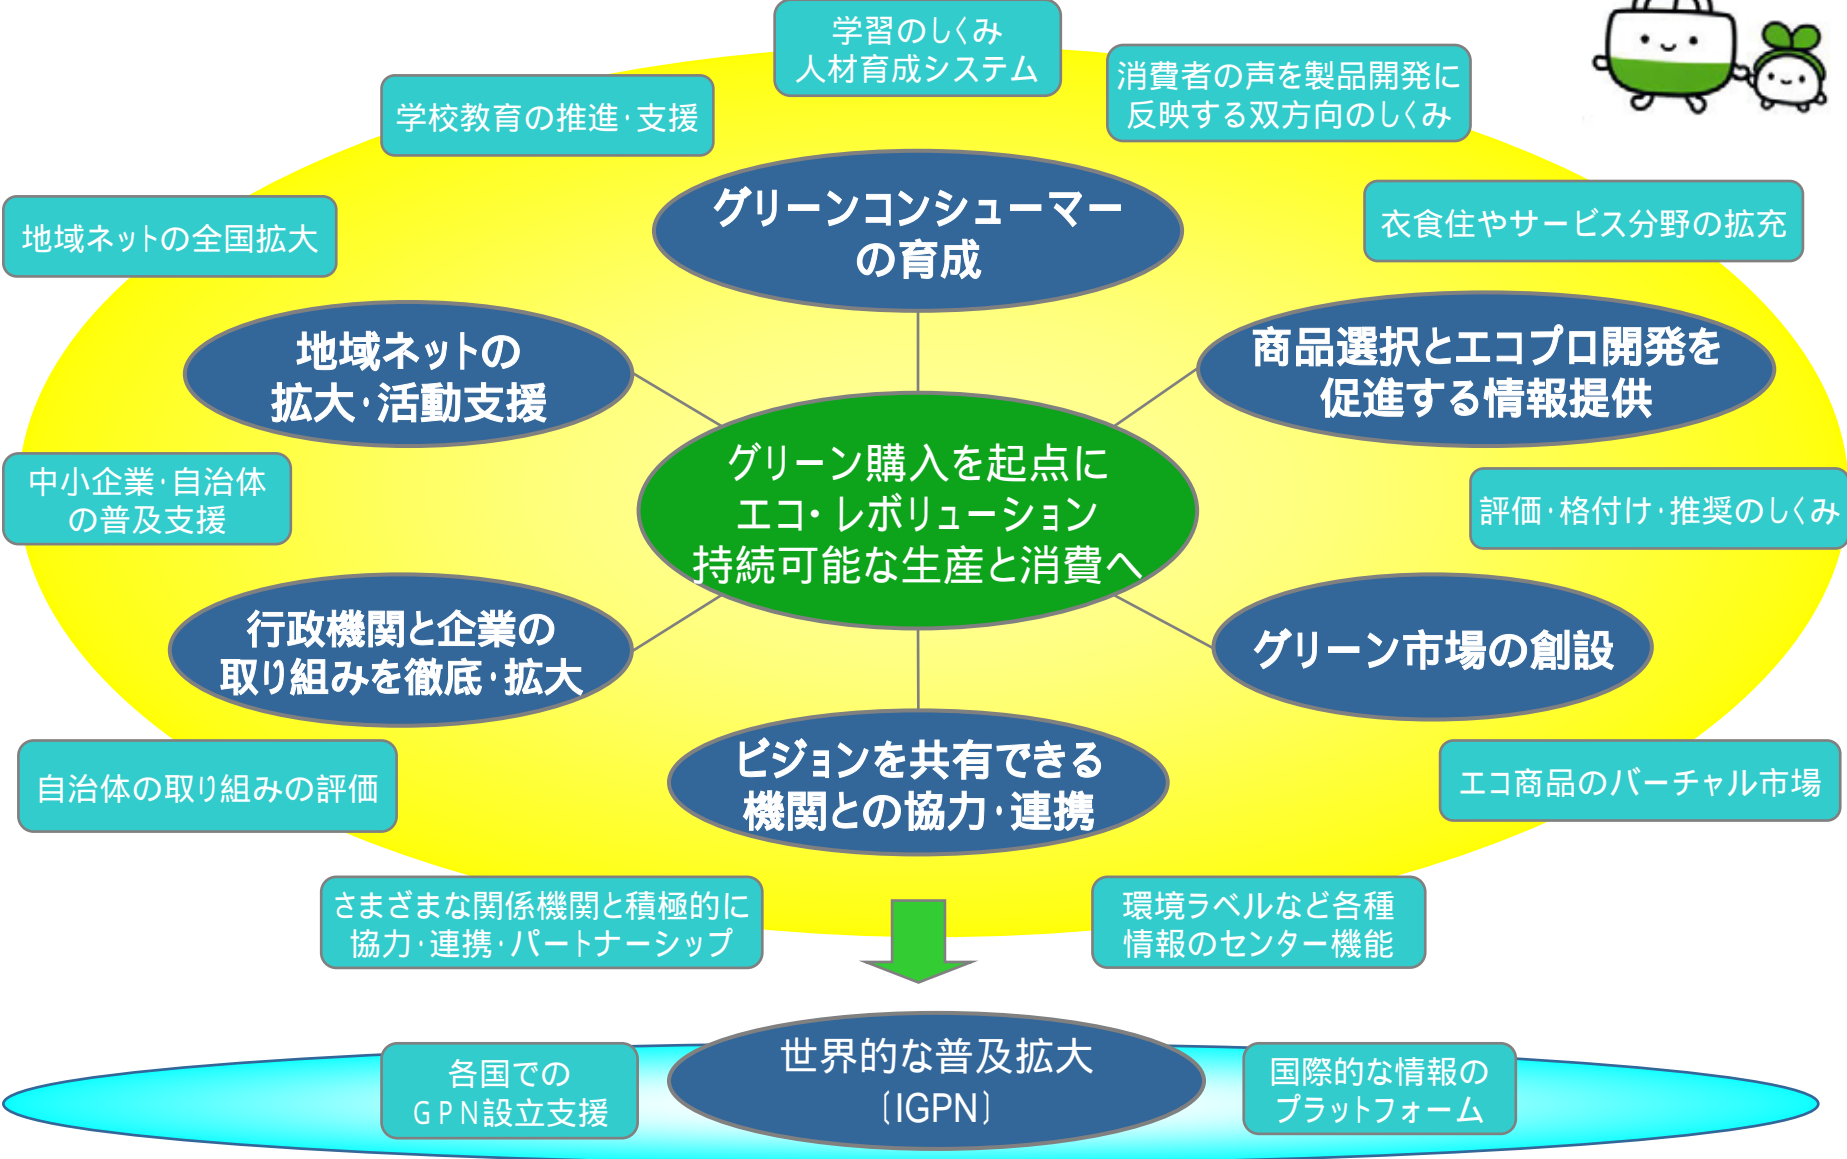 学習のしくみ
人材育成システム
消費者の声を製品開発に
反映する双方向のしくみ
学校教育の推進・支援
グリーンコンシューマー
の育成
地域ネットの全国拡大
衣食住やサービス分野の拡充
地域ネットの
拡大・活動支援
商品選択とエコプロ開発を
促進する情報提供
グリーン購入を起点に
エコ・レボリューション
持続可能な生産と消費へ
中小企業・自治体
の普及支援
評価・格付け・推奨のしくみ
行政機関と企業の
取り組みを徹底・拡大
グリーン市場の創設
自治体の取り組みの評価
ビジョンを共有できる
機関との協力・連携
エコ商品のバーチャル市場
さまざまな関係機関と積極的に
協力・連携・パートナーシップ
環境ラベルなど各種
情報のセンター機能
各国での
ＧＰＮ設立支援
世界的な普及拡大
〔IGPN〕
国際的な情報の
プラットフォーム